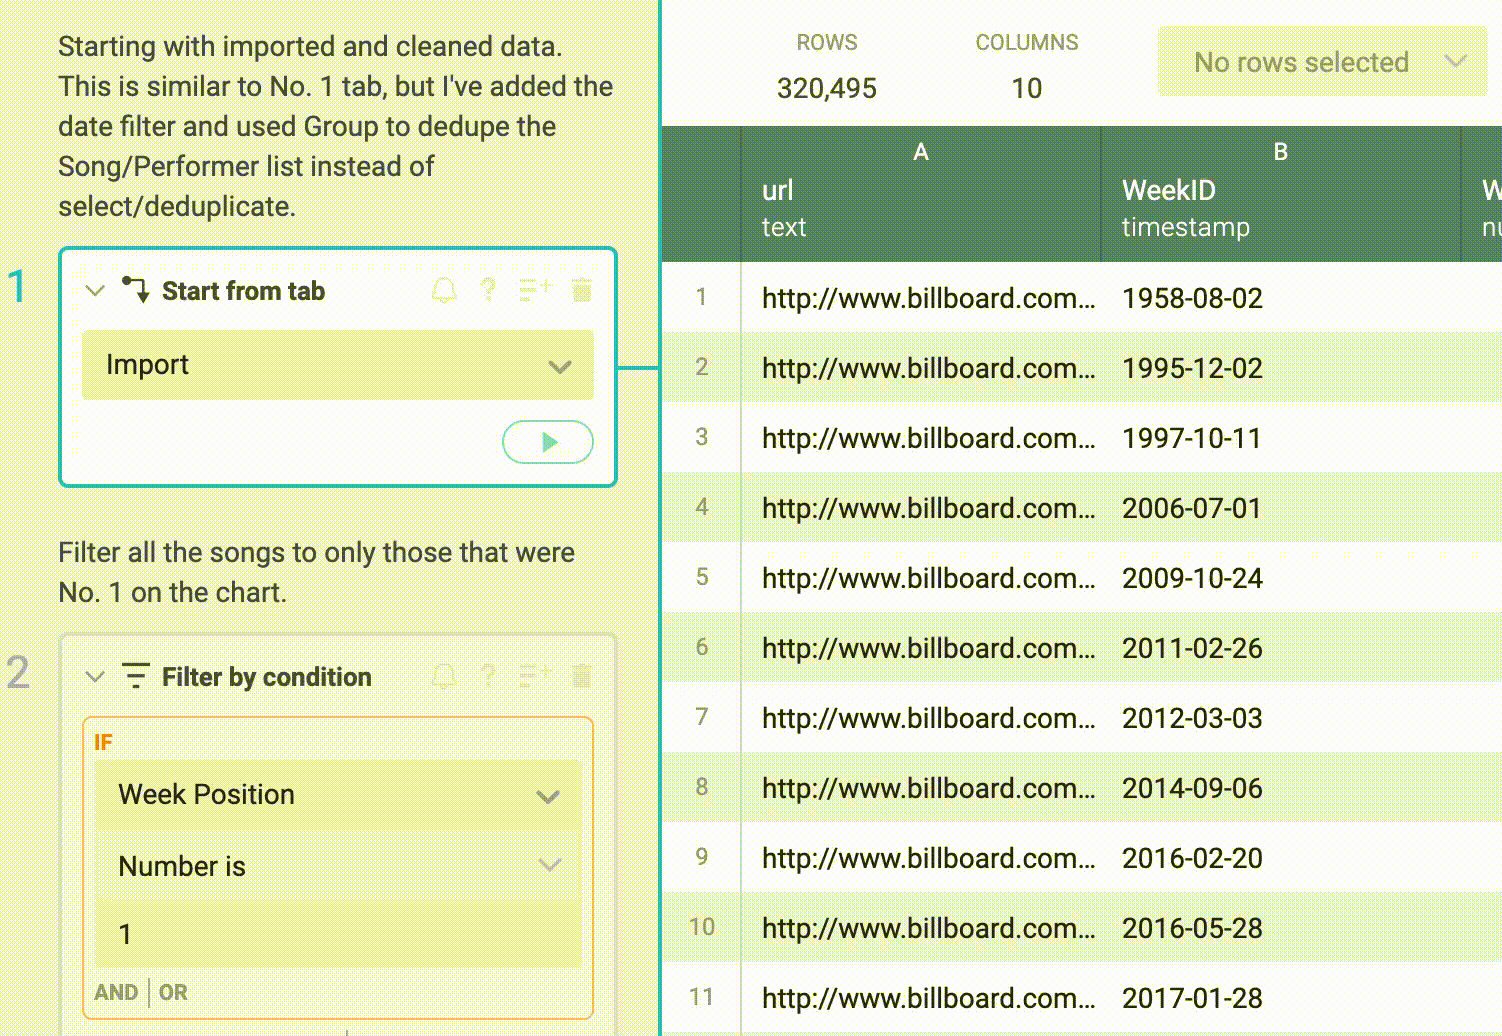 Starting with imported and cleaned data.
This is similar to No. 1 tab, but I've added the
date filter and used Group to dedupe the
Song/Performer list instead of
select/deduplicate.
1
Start from tab
?
Import
Filter all the songs to only those that were
No. 1 on the chart.
2
Filter by condition
?
IF
Week Position
Number is
1
AND | OR
ROWS COLUMNS
320,495 10
No rows selected
A B
url WeekID W
text timestamp nu
1 http://www.billboard.com... 1958-08-02
2 http://www.billboard.com... 1995-12-02
3 http://www.billboard.com... 1997-10-11
4 http://www.billboard.com... 2006-07-01
5 http://www.billboard.com... 2009-10-24
6 http://www.billboard.com... 2011-02-26
7 http://www.billboard.com... 2012-03-03
8 http://www.billboard.com... 2014-09-06
9 http://www.billboard.com... 2016-02-20
10 http://www.billboard.com... 2016-05-28
11 http://www.billboard.com... 2017-01-28